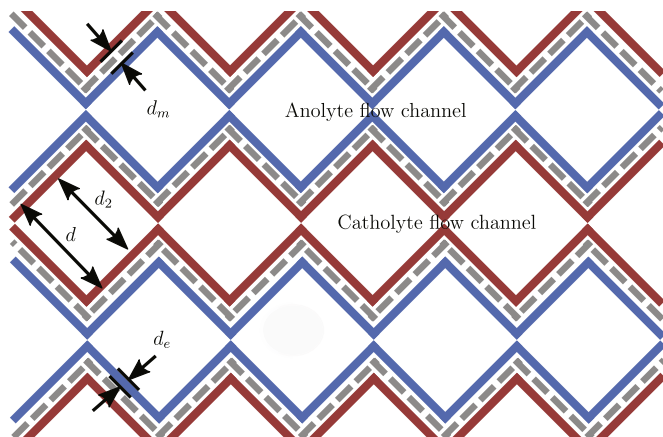 d_m
Anolyte flow channel
d_2
d
Catholyte flow channel
d_e